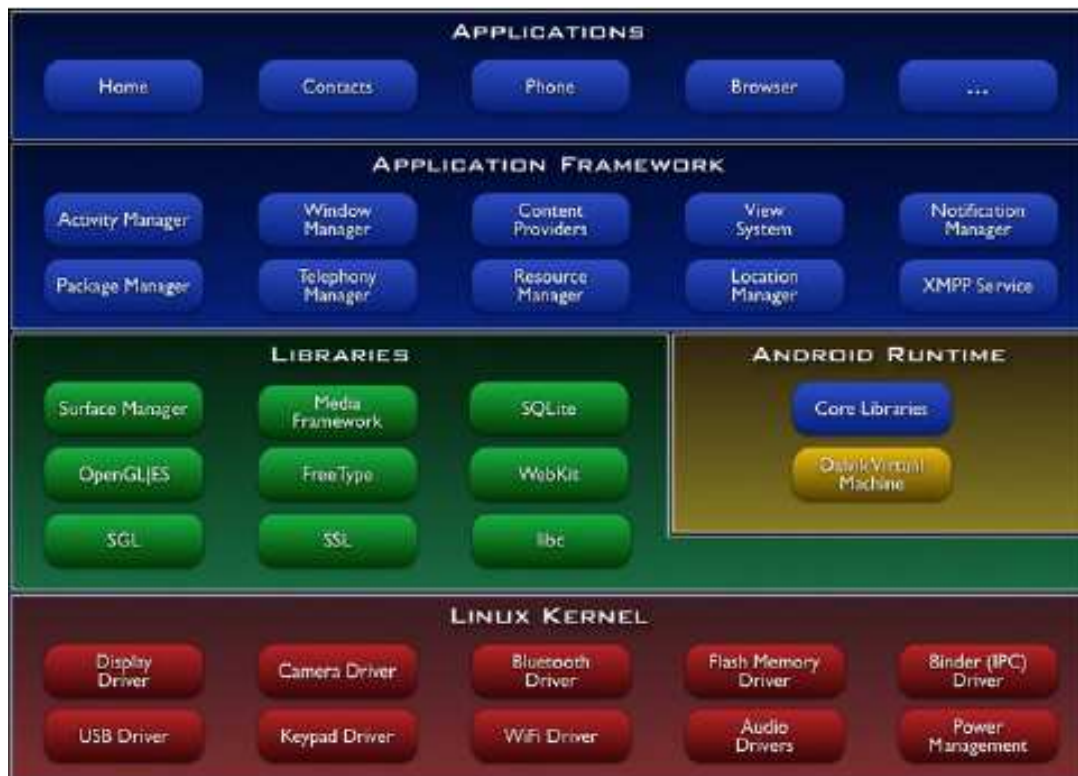 APPLICATIONS
Home
Contacts
Phone
Browser
...
APPLICATION FRAMEWORK
Activity Manager
Window
Manager
Content
Providers
View
System
Notification
Manager
Package Manager
Telephony
Manager
Resource
Manager
Location
Manager
XMPP Service
LIBRARIES
Surface Manager
Media
Framework
SQLite
OpenGL|ES
FreeType
WebKit
SGL
SSL
libc
ANDROID RUNTIME
Core Libraries
Dalvik Virtual
Machine
LINUX KERNEL
Display
Driver
Camera Driver
Bluetooth
Driver
Flash Memory
Driver
Binder (IPC)
Driver
USB Driver
Keypad Driver
WiFi Driver
Audio
Drivers
Power
Management